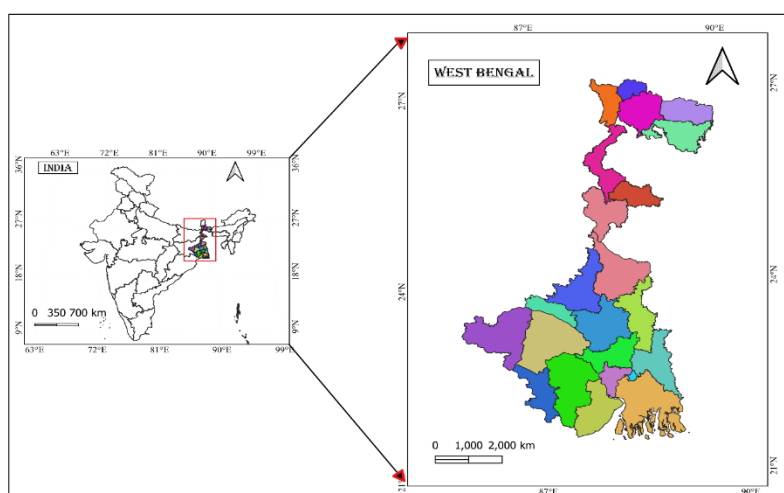 87°E 90°E
WEST BENGAL
27°N 27°N
63°E 72°E 81°E 90°E 99°E
36°N INDIA 36°N
27°N 27°N
18°N 18°N
24°N 24°N
0 350 700 km
9°N 9°N
63°E 72°E 81°E 90°E 99°E
0 1,000 2,000 km
21°N 21°N
87°E 90°E